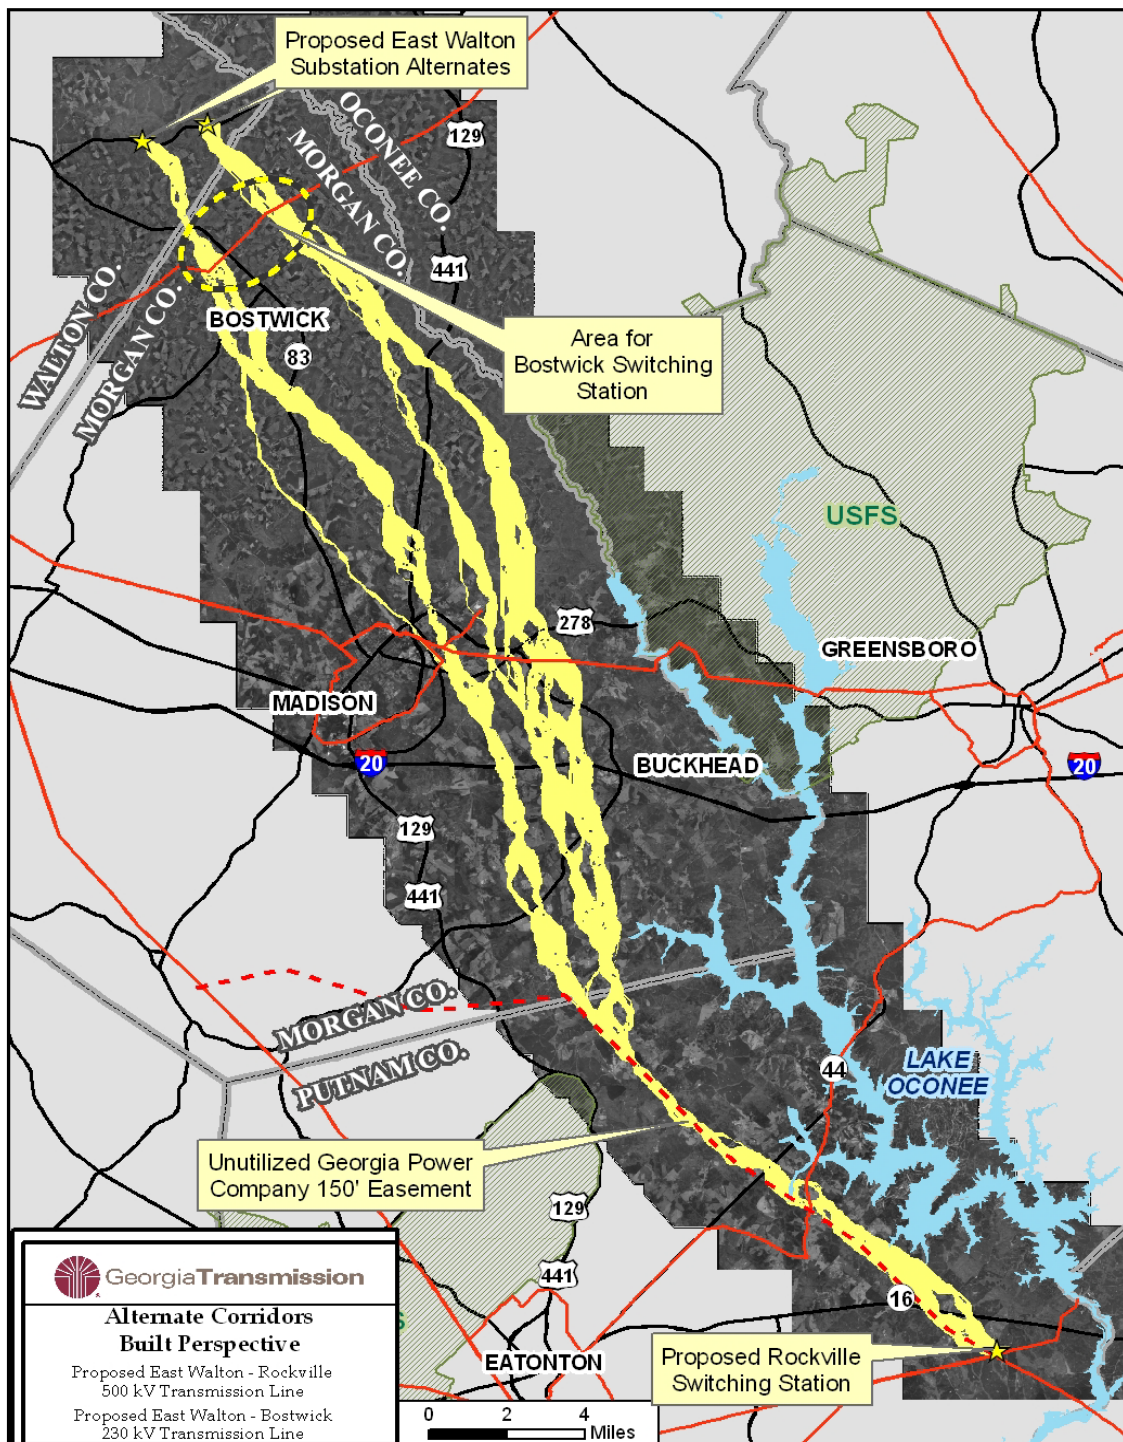 Proposed East Walton
Substation Alternates
OCONEE CO.
MORGAN CO.
129
441
WALTON CO.
MORGAN CO.
BOSTWICK
83
Area for
Bostwick Switching
Station
USFS
278
GREENSBORO
MADISON
20
BUCKHEAD
20
129
441
MORGAN CO.
PUTNAM CO.
44
LAKE
OCONEE
Unutilized Georgia Power
Company 150' Easement
129
441
16
EATONTON
Proposed Rockville
Switching Station
GeorgiaTransmission
Alternate Corridors
Built Perspective
Proposed East Walton - Rockville
500 kV Transmission Line
Proposed East Walton - Bostwick
230 kV Transmission Line
0 2 4
Miles